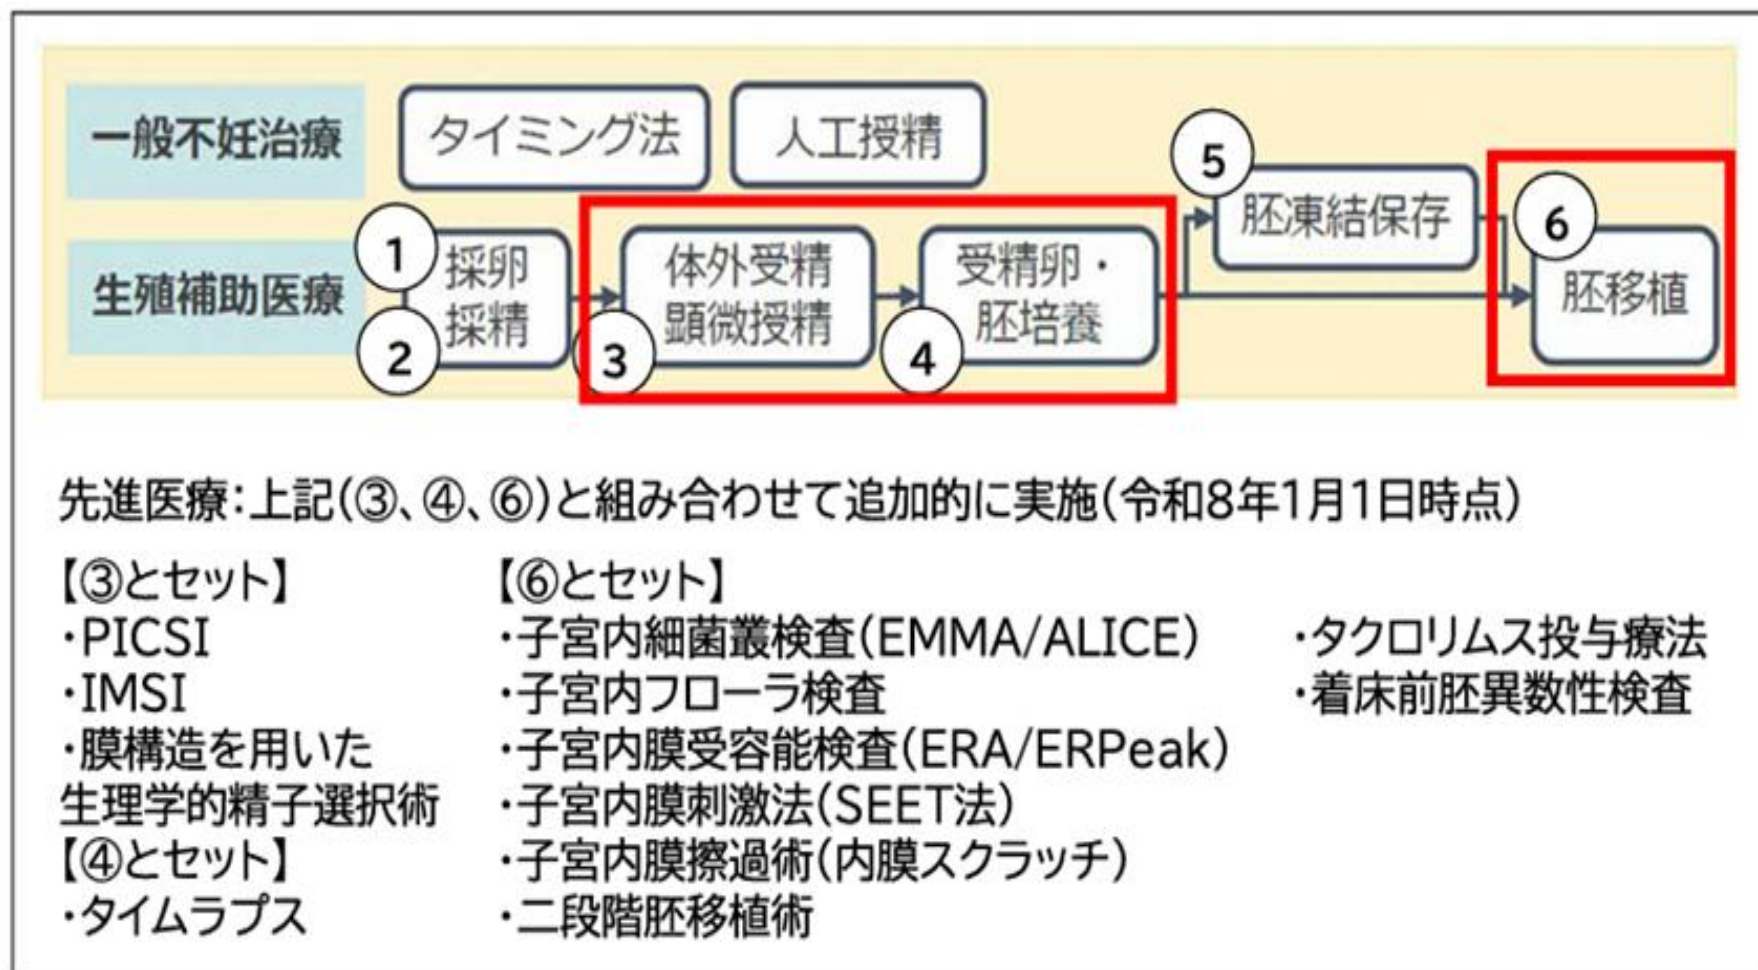 一般不妊治療
タイミング法
人工授精
生殖補助医療
①
採卵
採精
②
体外受精
顕微授精
③
受精卵・
胚培養
④
⑤
胚凍結保存
⑥
胚移植
先進医療:上記(③、④、⑥)と組み合わせて追加的に実施(令和8年1月1日時点)
【③とセット】
・PICSI
・IMSI
・膜構造を用いた
生理学的精子選択術
【④とセット】
・タイムラプス
【⑥とセット】
・子宮内細菌叢検査(EMMA/ALICE)
・子宮内フローラ検査
・子宮内膜受容能検査(ERA/ERPeak)
・子宮内膜刺激法(SEET法)
・子宮内膜擦過術(内膜スクラッチ)
・二段階胚移植術
・タクロリムス投与療法
・着床前胚異数性検査